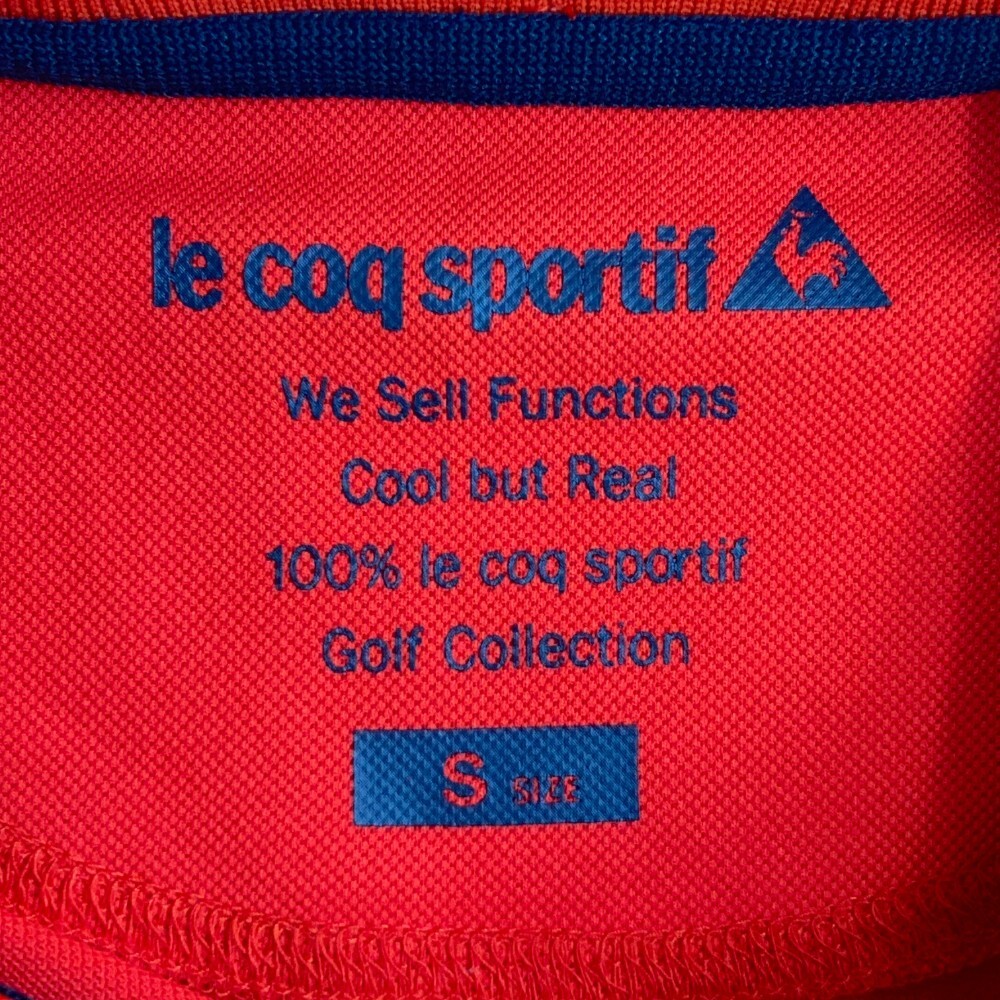 le coq sportif
We Sell Functions
Cool but Real
100% le coq sportif
Golf Collection
S SIZE